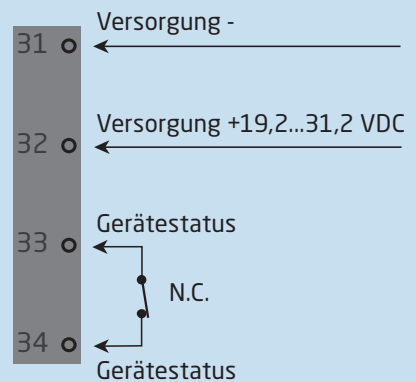 31 Versorgung -
32 Versorgung +19,2...31,2 VDC
33 Gerätestatus
N.C.
34 Gerätestatus